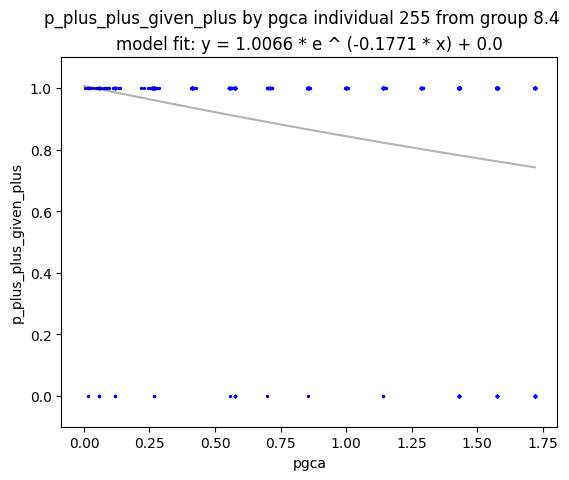 p_plus_plus_given_plus by pgca individual 255 from group 8.4
model fit: y = 1.0066 * e ^ (-0.1771 * x) + 0.0
1.0
0.8
0.6
0.4
0.2
0.0
p_plus_plus_given_plus
0.00 0.25 0.50 0.75 1.00 1.25 1.50 1.75
pgca